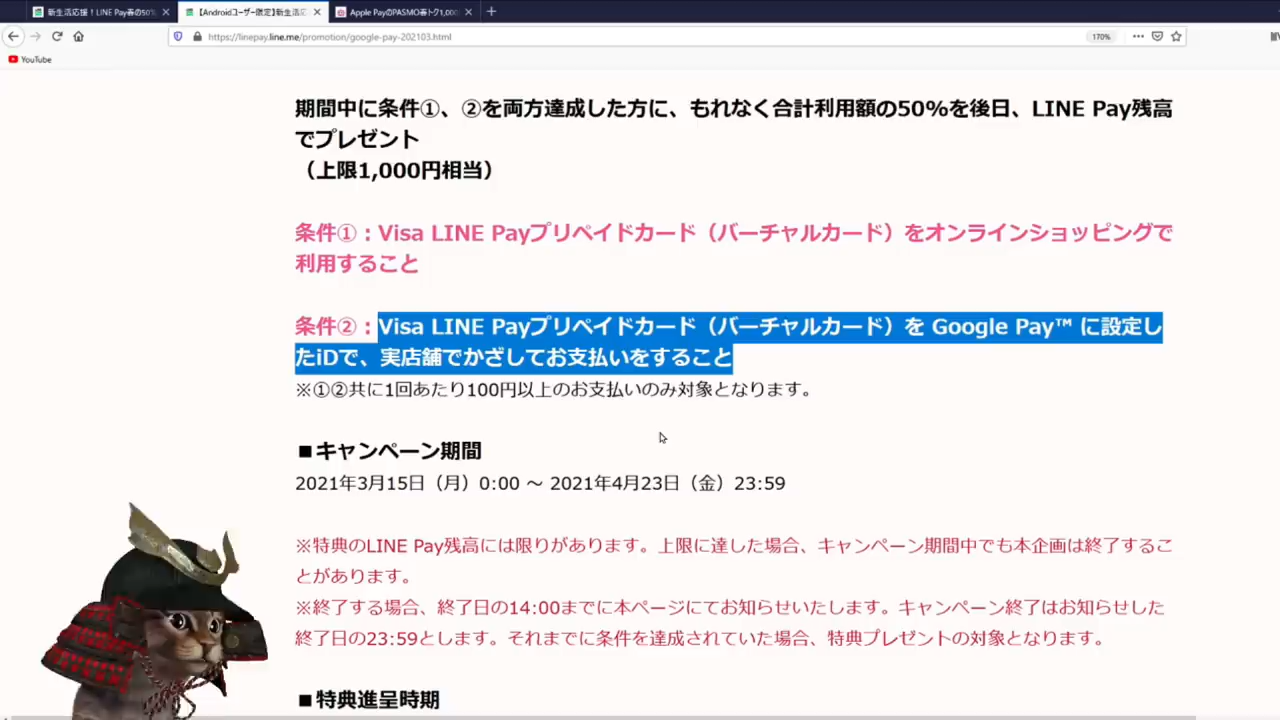 新生活応援！LINE Pay春の50%
【Androidユーザー限定】新生活応
Apple PayのPASMO春トク1,000
https://linepay.line.me/promotion/google-pay-202103.html
170%
YouTube
期間中に条件①、②を両方達成した方に、もれなく合計利用額の50%を後日、LINE Pay残高
でプレゼント
（上限1,000円相当）
条件①：Visa LINE Payプリペイドカード（バーチャルカード）をオンラインショッピングで
利用すること
条件②：Visa LINE Payプリペイドカード（バーチャルカード）を Google Pay™ に設定し
たiDで、実店舗でかざしてお支払いをすること
※①②共に1回あたり100円以上のお支払いのみ対象となります。
■キャンペーン期間
2021年3月15日（月）0:00 ～ 2021年4月23日（金）23:59
※特典のLINE Pay残高には限りがあります。上限に達した場合、キャンペーン期間中でも本企画は終了するこ
とがあります。
※終了する場合、終了日の14:00までに本ページにてお知らせいたします。キャンペーン終了はお知らせした
終了日の23:59とします。それまでに条件を達成されていた場合、特典プレゼントの対象となります。
■特典進呈時期